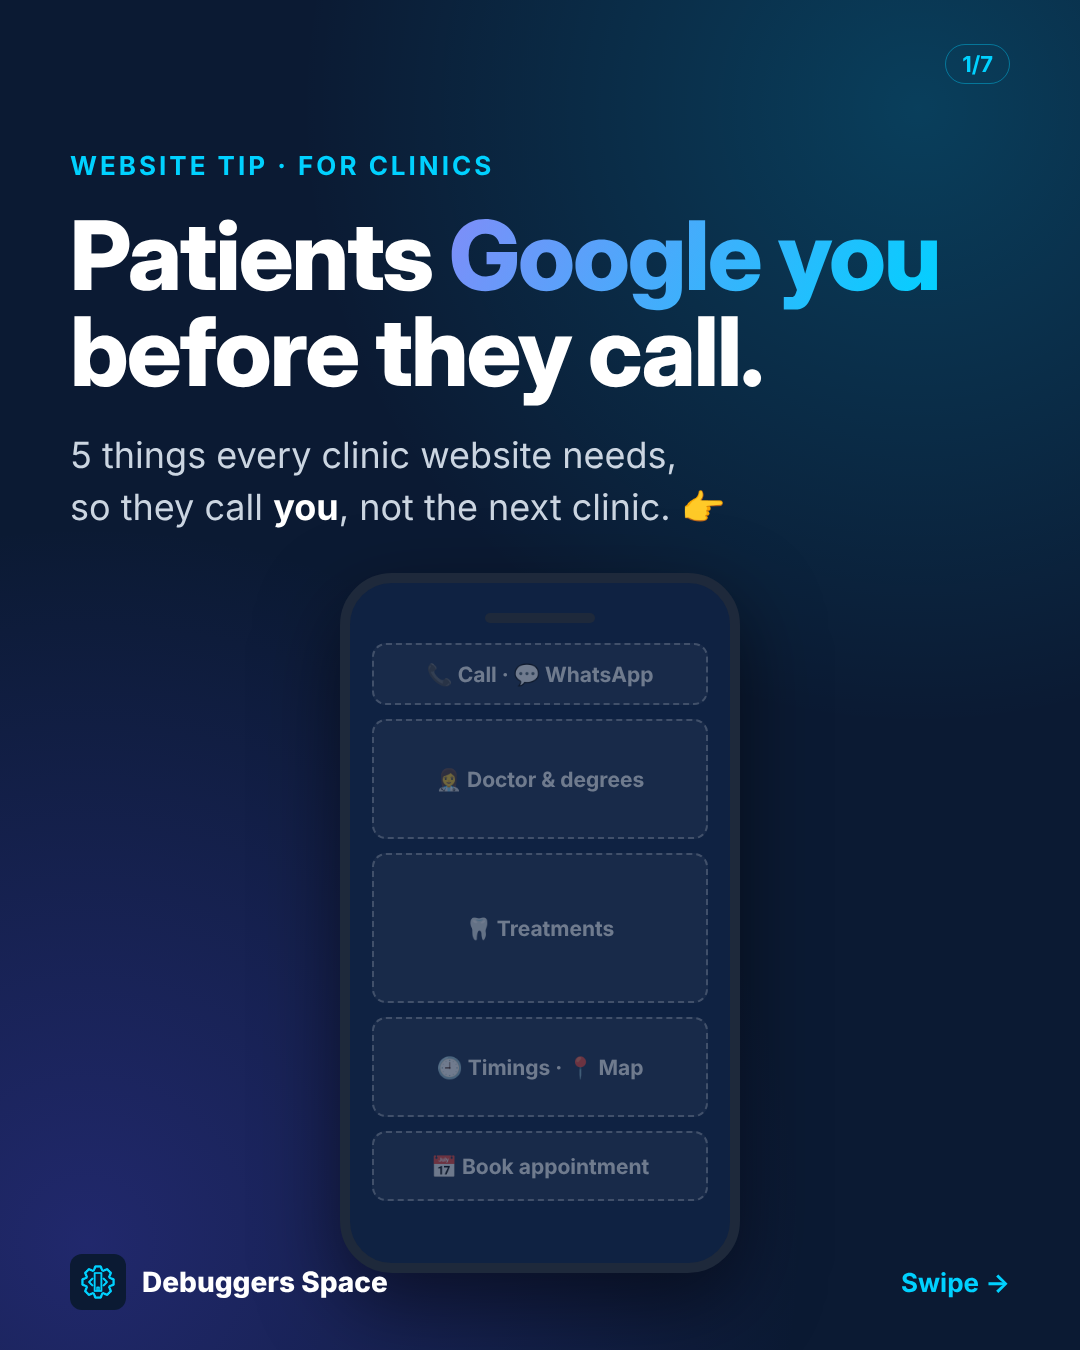 1/7
WEBSITE TIP · FOR CLINICS
Patients Google you
before they call.
5 things every clinic website needs,
so they call you, not the next clinic. 👉
📞 Call · 💬 WhatsApp
👩‍⚕️ Doctor & degrees
🦷 Treatments
🕘 Timings · 📍 Map
📅 Book appointment
Debuggers Space
Swipe →